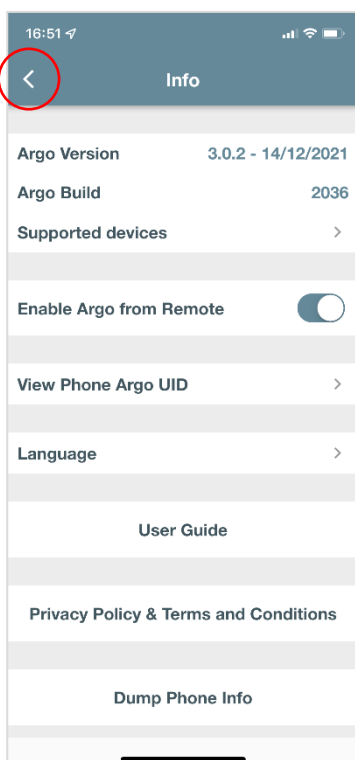 16:51
Info
Argo Version 3.0.2 - 14/12/2021
Argo Build 2036
Supported devices
Enable Argo from Remote
View Phone Argo UID
Language
User Guide
Privacy Policy & Terms and Conditions
Dump Phone Info